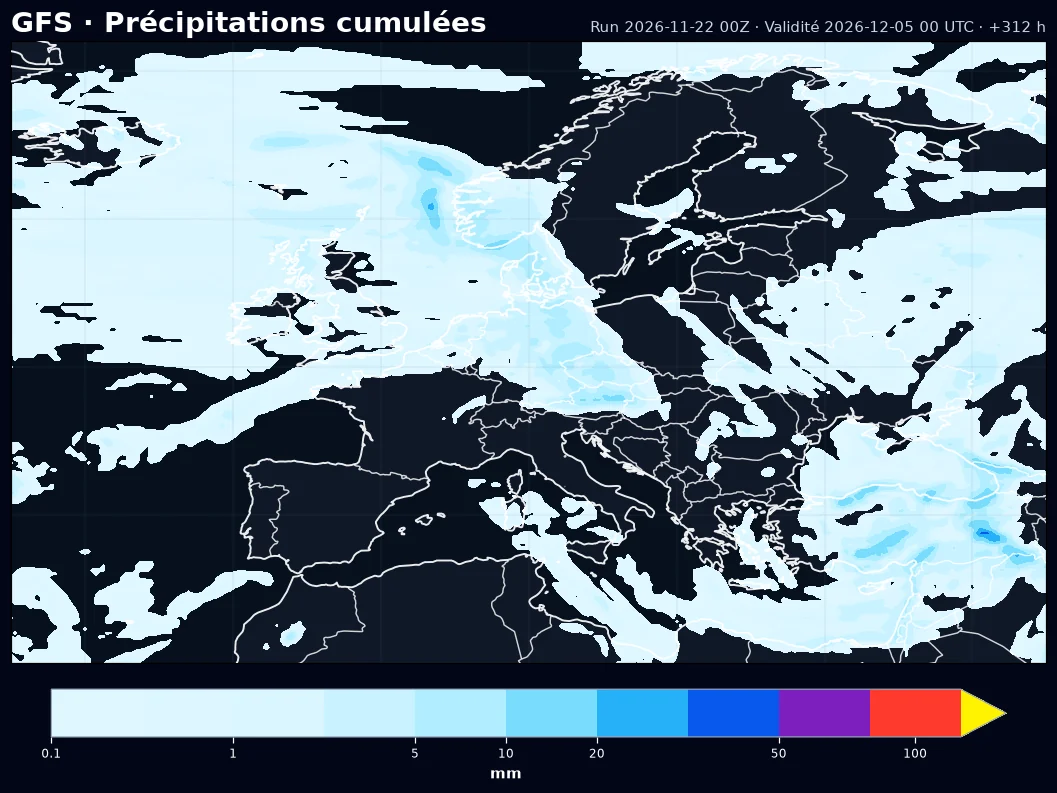 GFS · Précipitations cumulées
Run 2026-11-22 00Z · Validité 2026-12-05 00 UTC · +312 h
0.1 1 5 10 20 50 100
mm